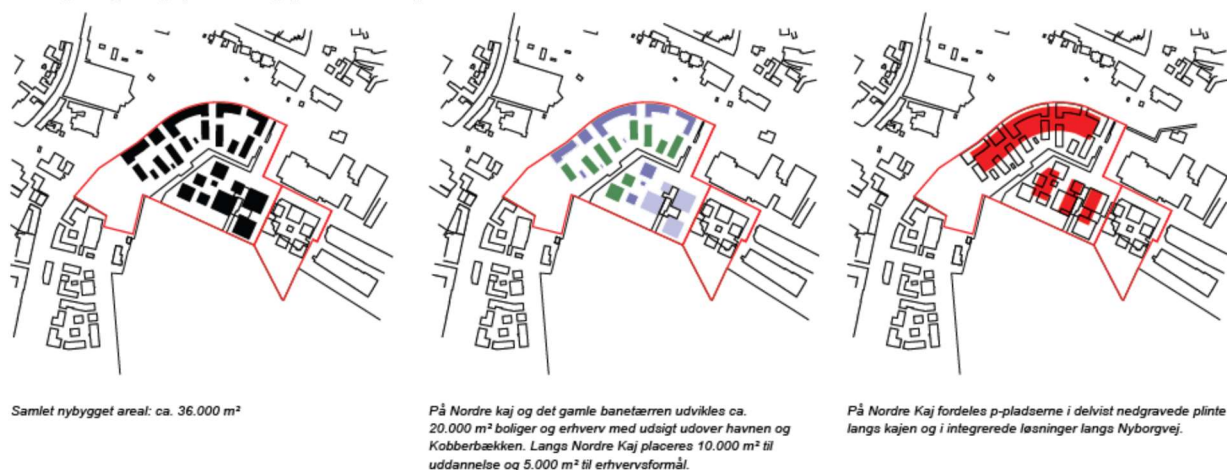 Samlet nybygget areal: ca. 36.000 m²
På Nordre kaj og det gamle banetærren udvikles ca.
20.000 m² boliger og erhverv med udsigt udover havnen og
Kobberbækken. Langs Nordre Kaj placeres 10.000 m² til
uddannelse og 5.000 m² til erhvervsformål.
På Nordre Kaj fordeles p-pladserne i delvist nedgravede plinte
langs kajen og i integrerede løsninger langs Nyborgvej.